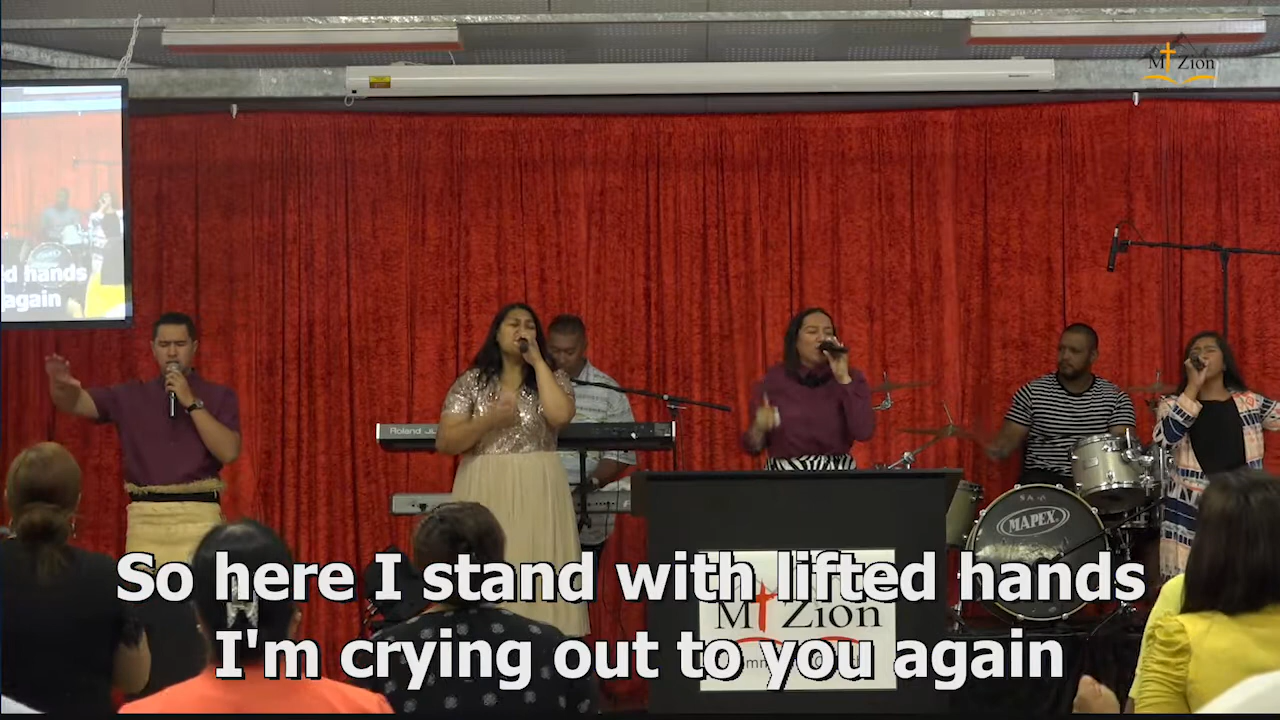 Mt Zion
d hands
again
Roland JU
MAPEX
So here I stand with lifted hands
Mt Zion
I'm crying out to you again